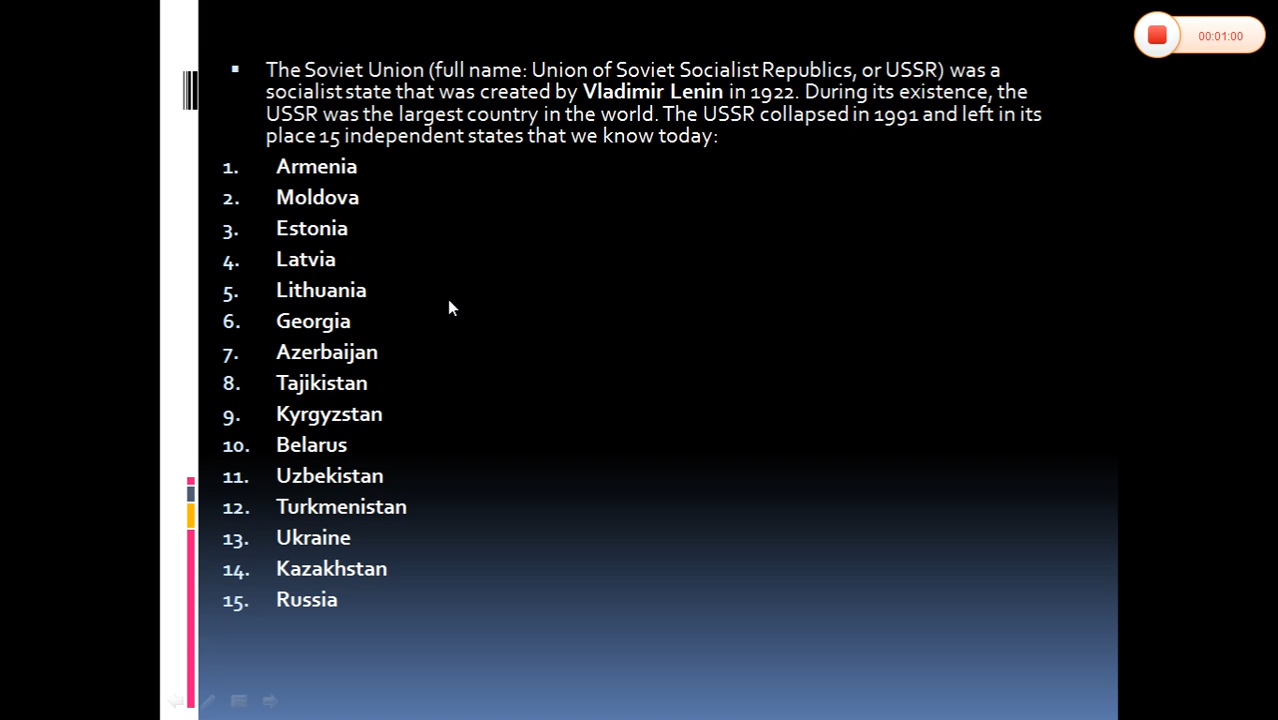 00:01:00
▪ The Soviet Union (full name: Union of Soviet Socialist Republics, or USSR) was a
socialist state that was created by Vladimir Lenin in 1922. During its existence, the
USSR was the largest country in the world. The USSR collapsed in 1991 and left in its
place 15 independent states that we know today:
1. Armenia
2. Moldova
3. Estonia
4. Latvia
5. Lithuania
6. Georgia
7. Azerbaijan
8. Tajikistan
9. Kyrgyzstan
10. Belarus
11. Uzbekistan
12. Turkmenistan
13. Ukraine
14. Kazakhstan
15. Russia